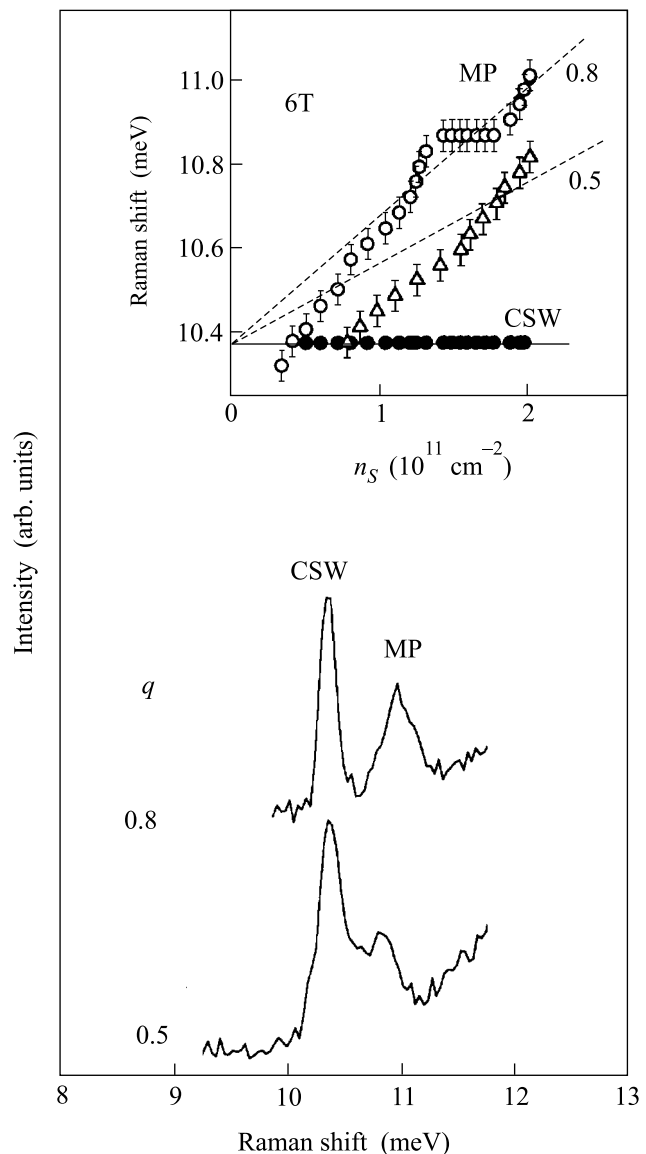 11.0
10.8
10.6
10.4
Raman shift (meV)
6T
MP
0.8
0.5
CSW
0
1
2
n_S (10^11 cm^–2)
Intensity (arb. units)
CSW
MP
q
0.8
0.5
8
9
10
11
12
13
Raman shift (meV)